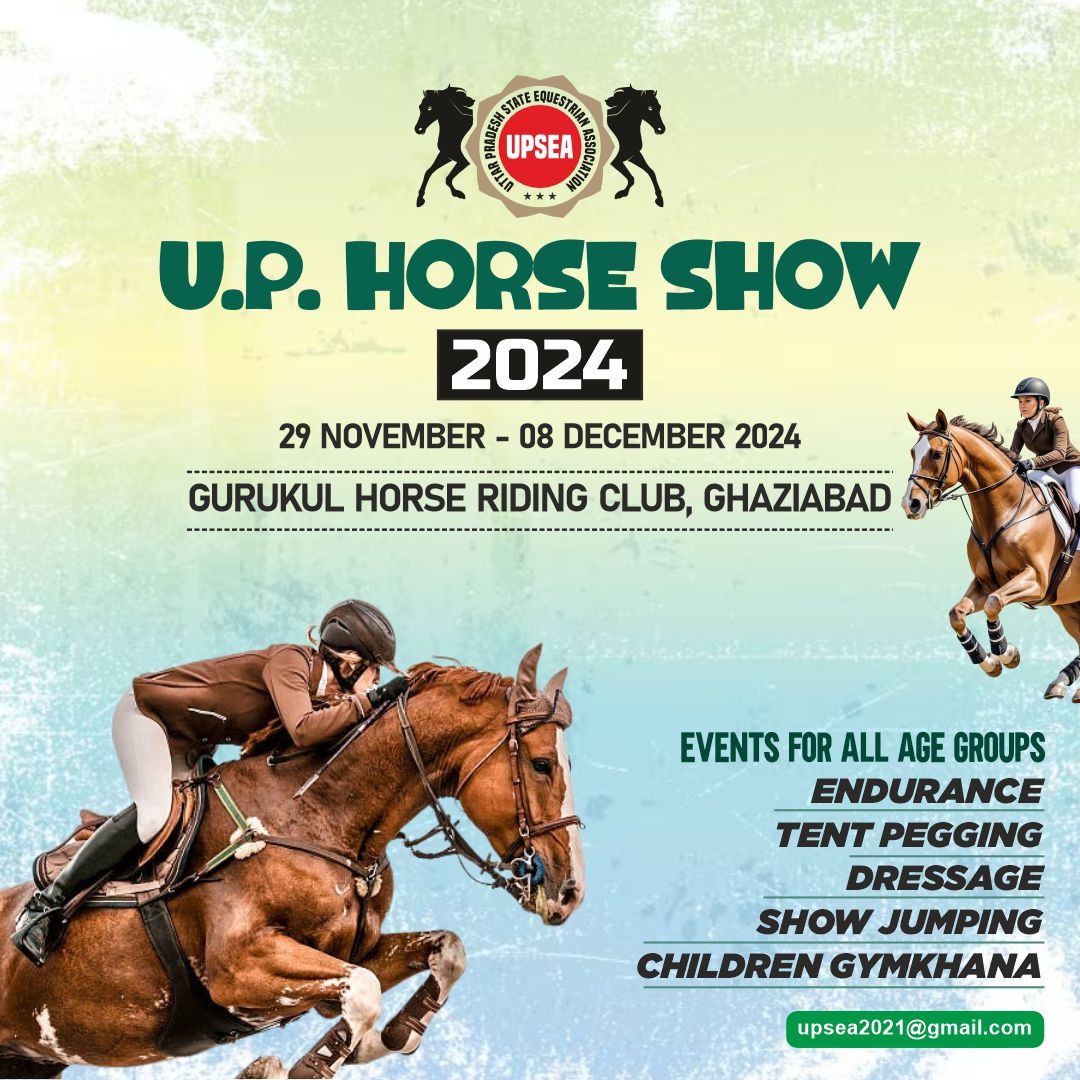 UTTAR PRADESH STATE EQUESTRIAN ASSOCIATION
UPSEA
U.P. HORSE SHOW
2024
29 NOVEMBER - 08 DECEMBER 2024
GURUKUL HORSE RIDING CLUB, GHAZIABAD
EVENTS FOR ALL AGE GROUPS
ENDURANCE
TENT PEGGING
DRESSAGE
SHOW JUMPING
CHILDREN GYMKHANA
upsea2021@gmail.com